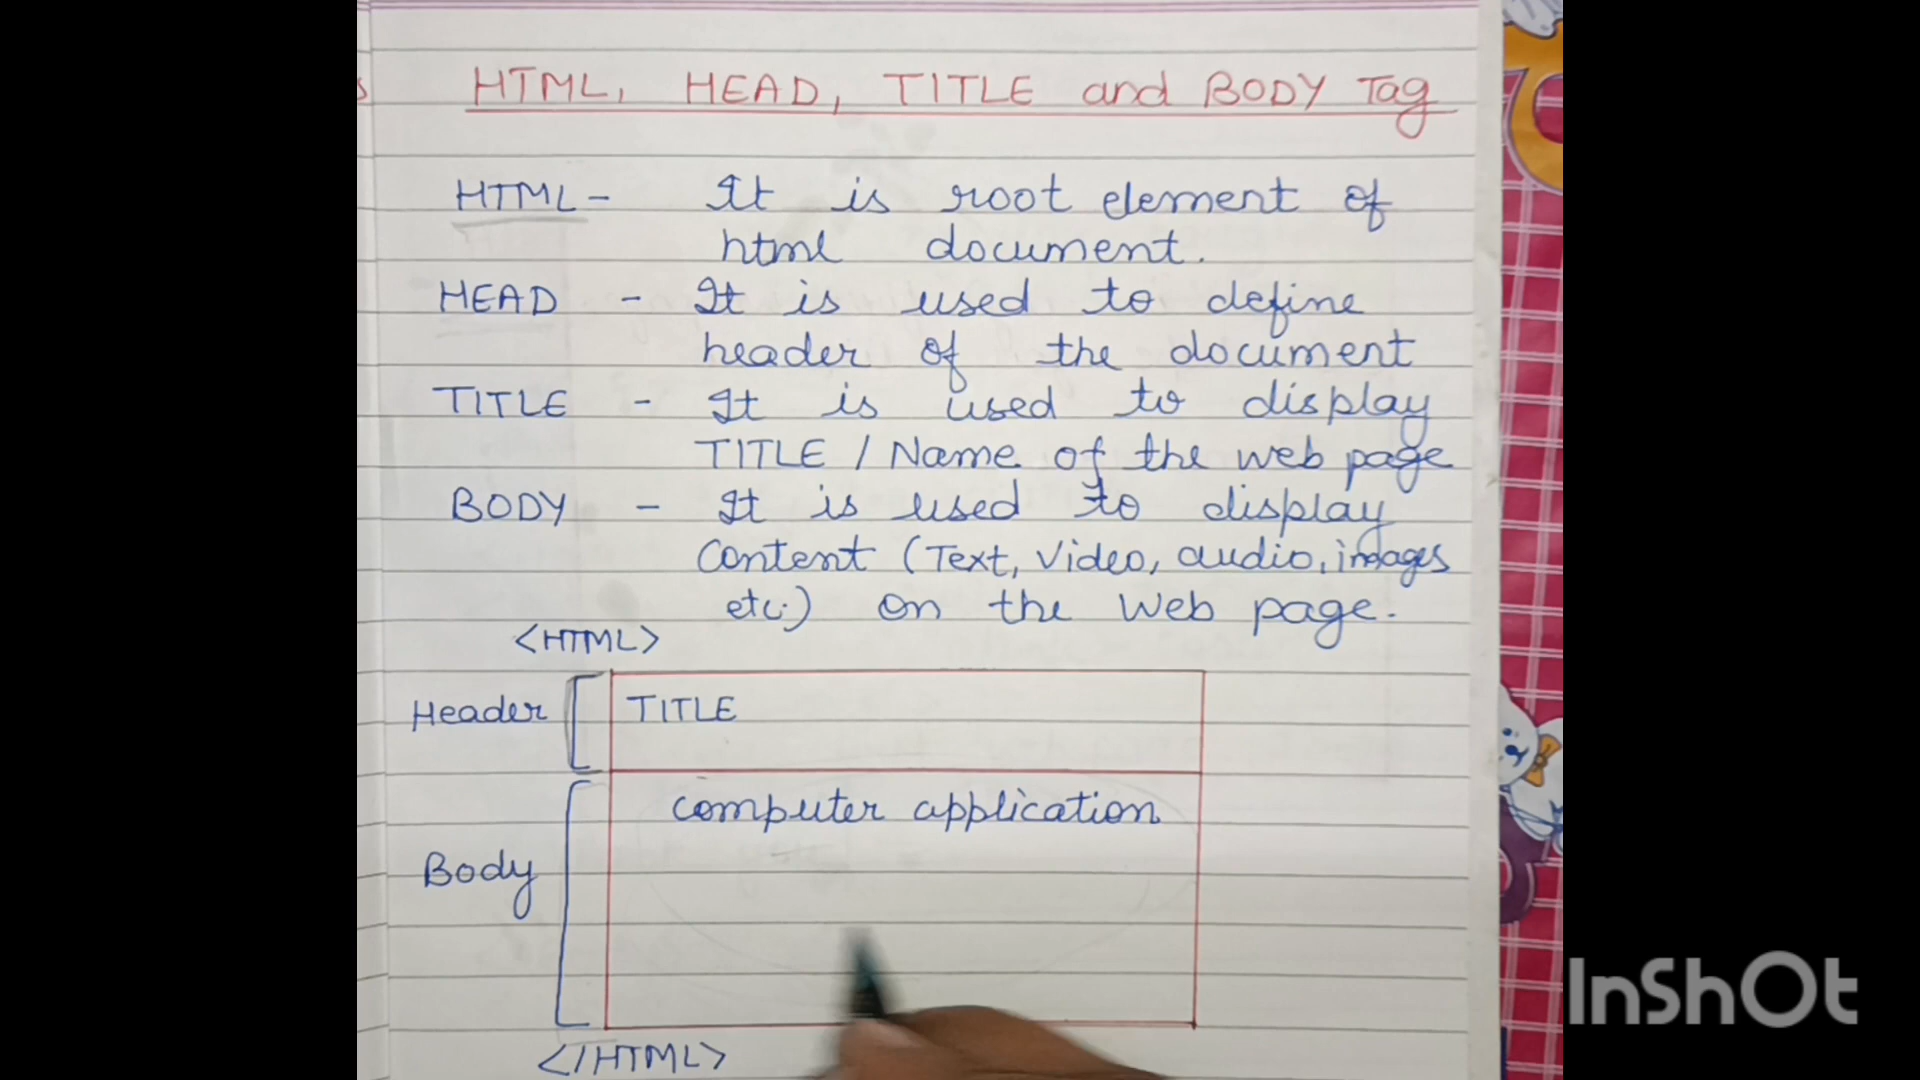 HTML, HEAD, TITLE and BODY Tag
HTML - It is root element of
html document.
HEAD - It is used to define
header of the document
TITLE - It is used to display
TITLE / Name of the web page
BODY - It is used to display
Content (Text, Video, audio, images
etc.) on the Web page.
<HTML>
Header TITLE
computer application
Body
</HTML>
InShOt